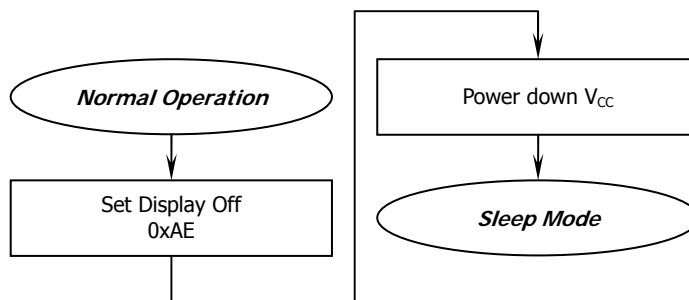 Normal Operation
Set Display Off
0xAE
Power down VCC
Sleep Mode